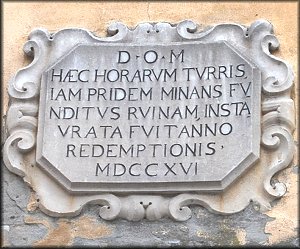 D·O·M
HÆC HORARVM TVRRIS
IAM PRIDEM MINANS FV
NDITVS RVINAM, INSTA
VRATA FVIT ANNO
REDEMPTIONIS·
MDCCXVI